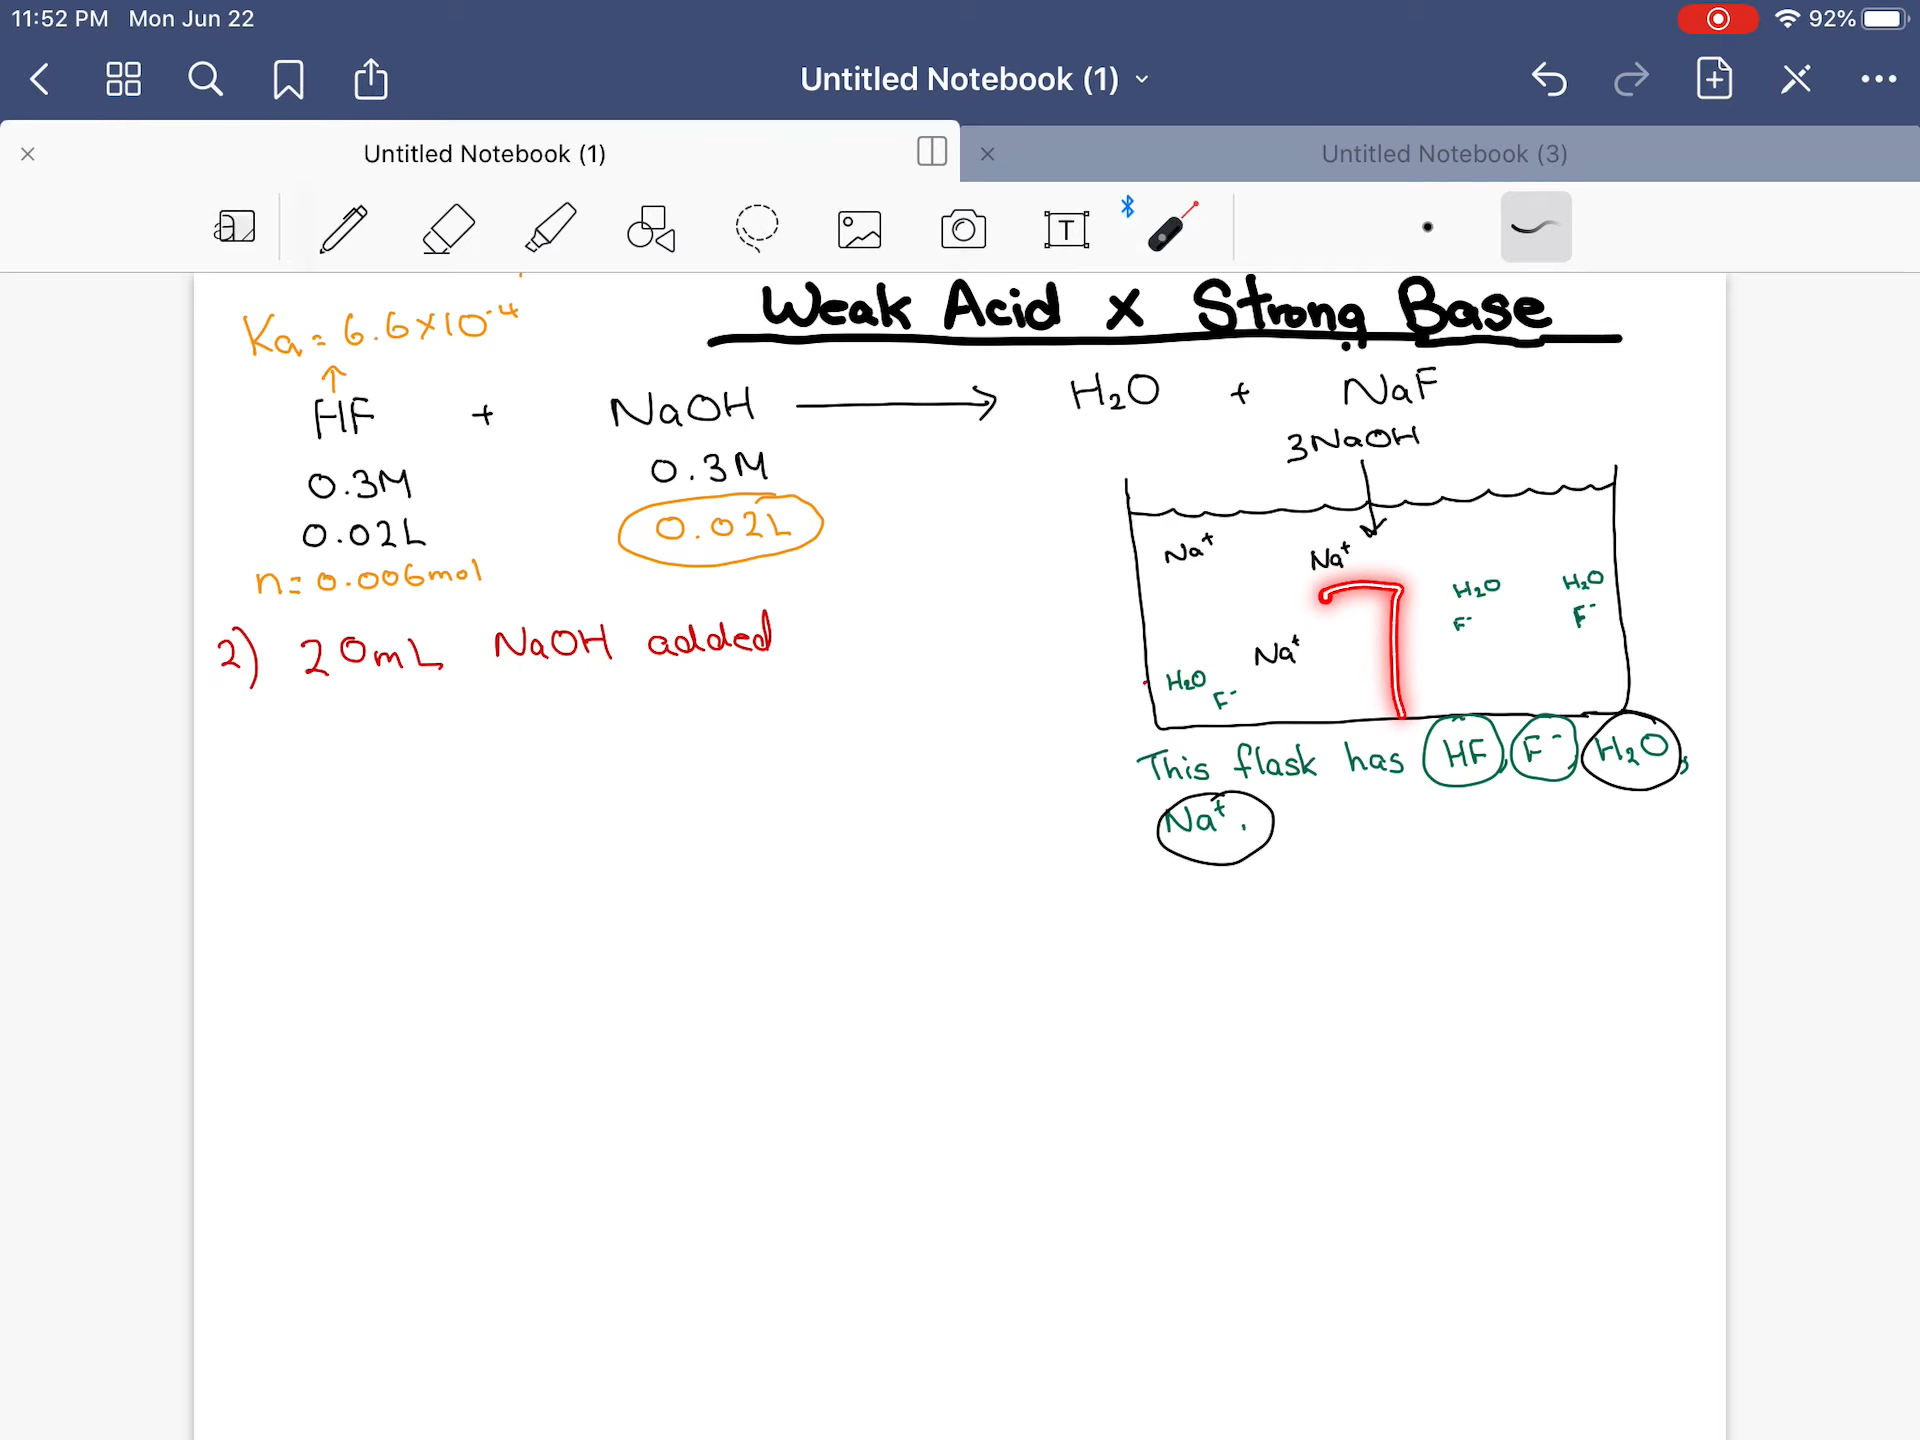 11:52 PM Mon Jun 22
92%
Untitled Notebook (1)
Untitled Notebook (1)
Untitled Notebook (3)
Weak Acid x Strong Base
Ka = 6.6×10⁻⁴
HF + NaOH → H₂O + NaF
0.3M
0.3M
0.02L
0.02L
n = 0.006mol
2) 20mL NaOH added
3NaOH
Na⁺
Na⁺
H₂O
F⁻
H₂O
F⁻
Na⁺
H₂O
F⁻
This flask has HF, F⁻, H₂O,
Na⁺.